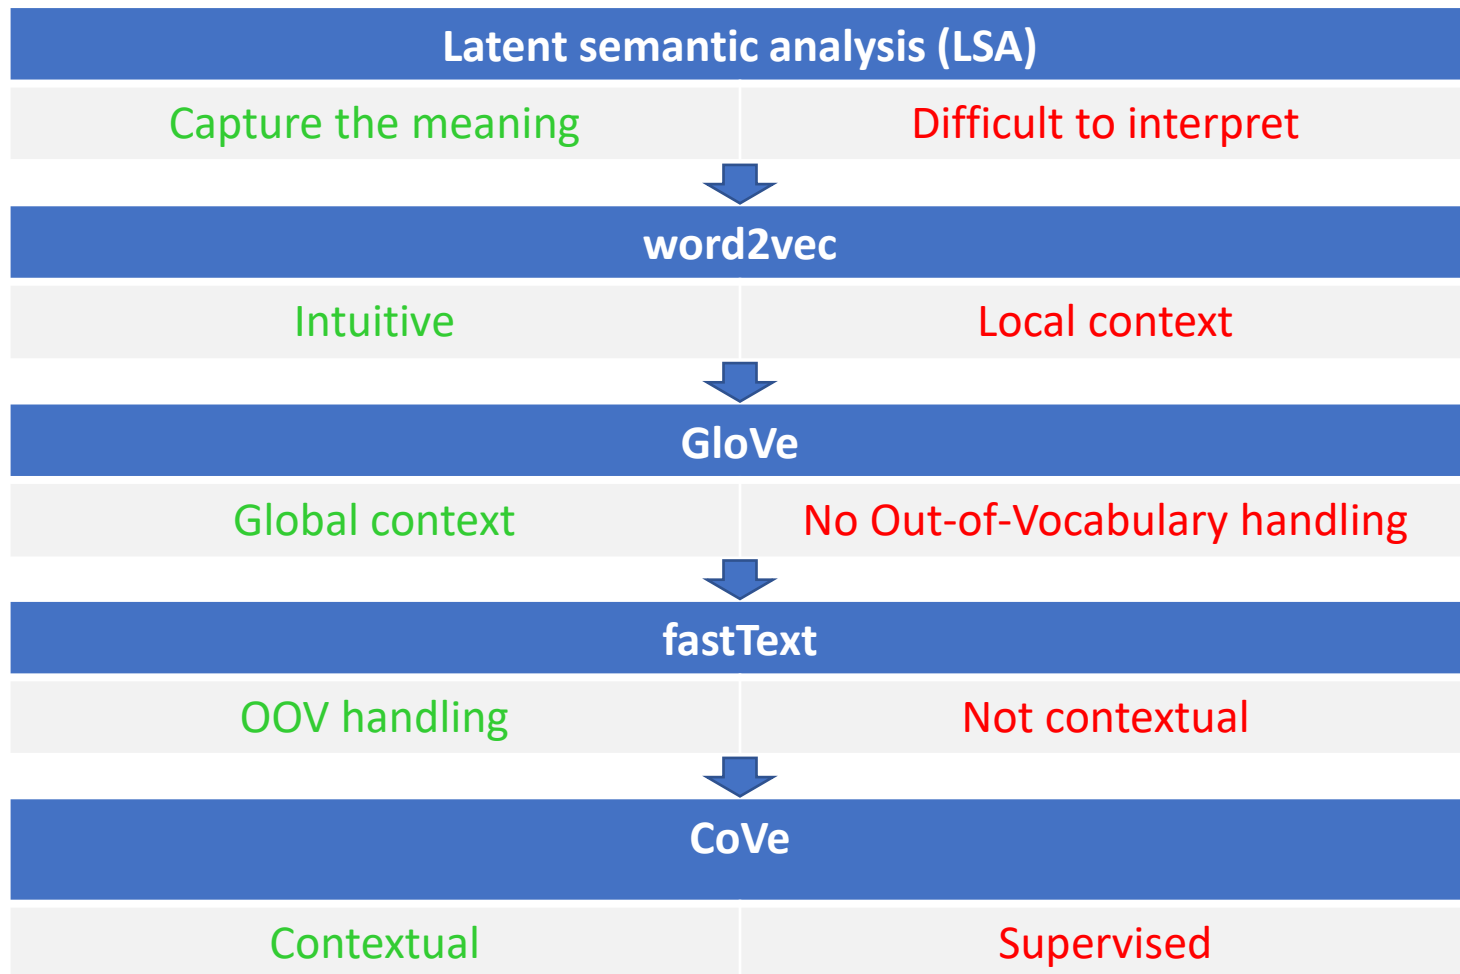 Latent semantic analysis (LSA)
Capture the meaning
Difficult to interpret
word2vec
Intuitive
Local context
GloVe
Global context
No Out-of-Vocabulary handling
fastText
OOV handling
Not contextual
CoVe
Contextual
Supervised